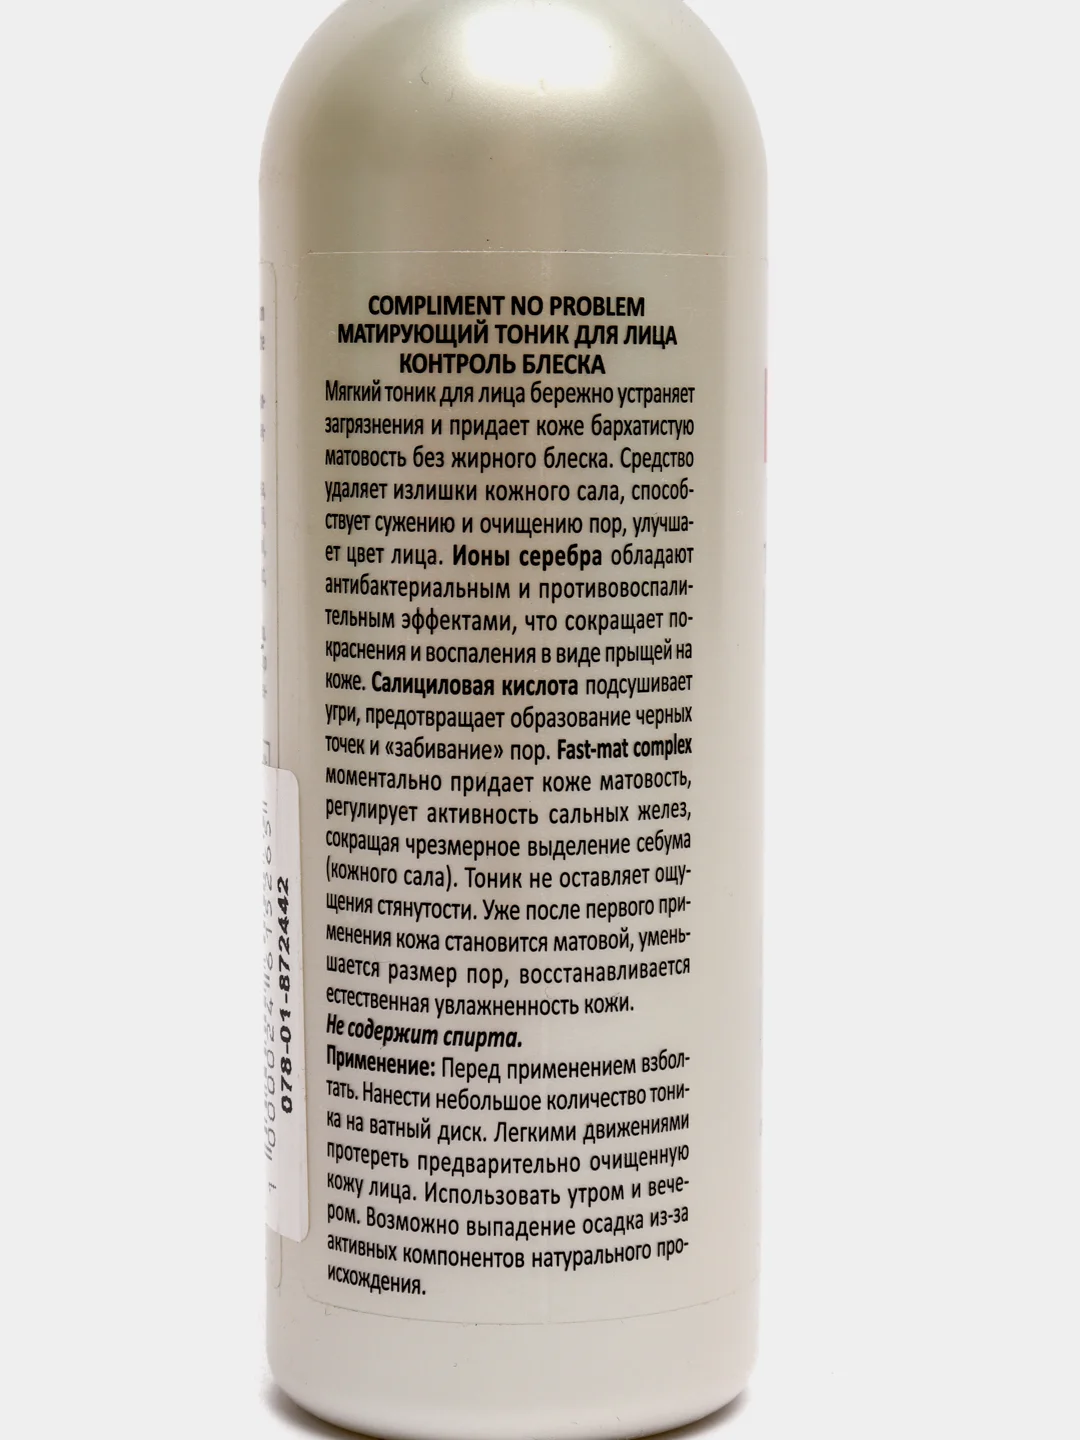 COMPLIMENT NO PROBLEM
МАТИРУЮЩИЙ ТОНИК ДЛЯ ЛИЦА
КОНТРОЛЬ БЛЕСКА
Мягкий тоник для лица бережно устраняет
загрязнения и придает коже бархатистую
матовость без жирного блеска. Средство
удаляет излишки кожного сала, способ-
ствует сужению и очищению пор, улучша-
ет цвет лица. Ионы серебра обладают
антибактериальным и противовоспали-
тельным эффектами, что сокращает по-
краснения и воспаления в виде прыщей на
коже. Салициловая кислота подсушивает
угри, предотвращает образование черных
точек и «забивание» пор. Fast-mat complex
моментально придает коже матовость,
регулирует активность сальных желез,
сокращая чрезмерное выделение себума
(кожного сала). Тоник не оставляет ощу-
щения стянутости. Уже после первого при-
менения кожа становится матовой, умень-
шается размер пор, восстанавливается
естественная увлажненность кожи.
Не содержит спирта.
Применение: Перед применением взбол-
тать. Нанести небольшое количество тони-
ка на ватный диск. Легкими движениями
протереть предварительно очищенную
кожу лица. Использовать утром и вече-
ром. Возможно выпадение осадка из-за
активных компонентов натурального про-
исхождения.
078-01-872442